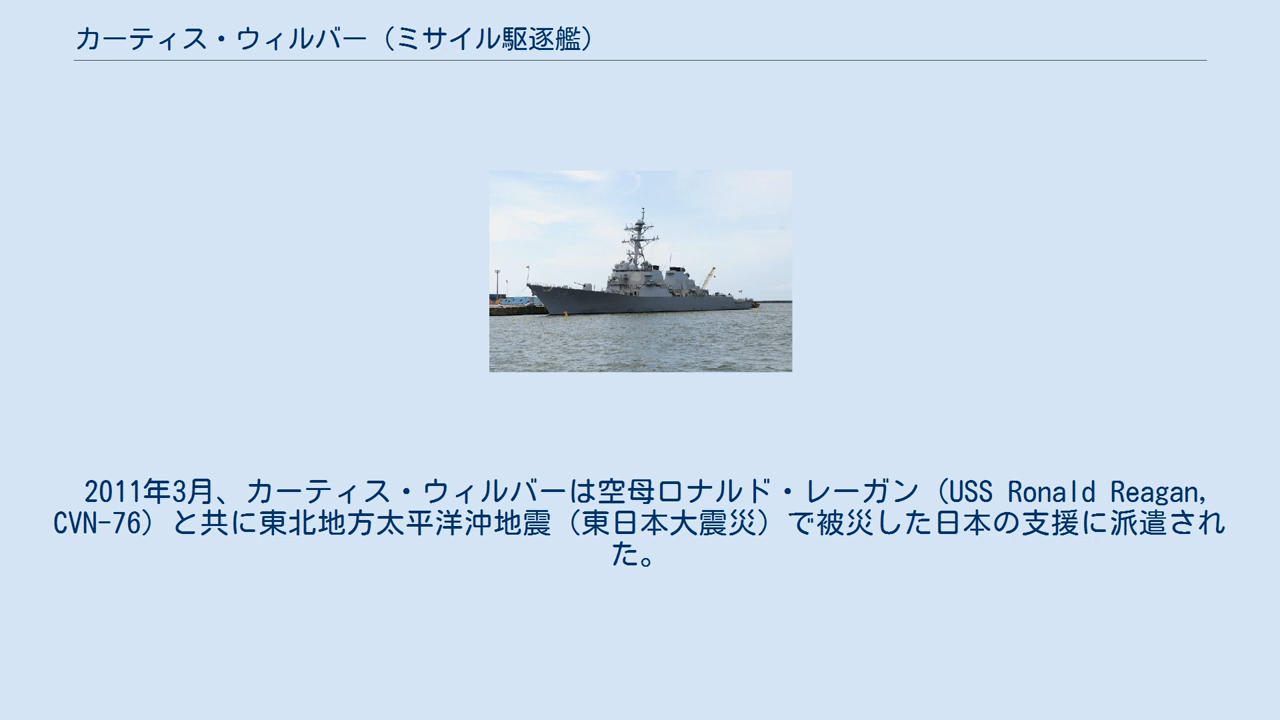 カーティス・ウィルバー（ミサイル駆逐艦）
2011年3月、カーティス・ウィルバーは空母ロナルド・レーガン（USS Ronald Reagan,
CVN-76）と共に東北地方太平洋沖地震（東日本大震災）で被災した日本の支援に派遣され
た。